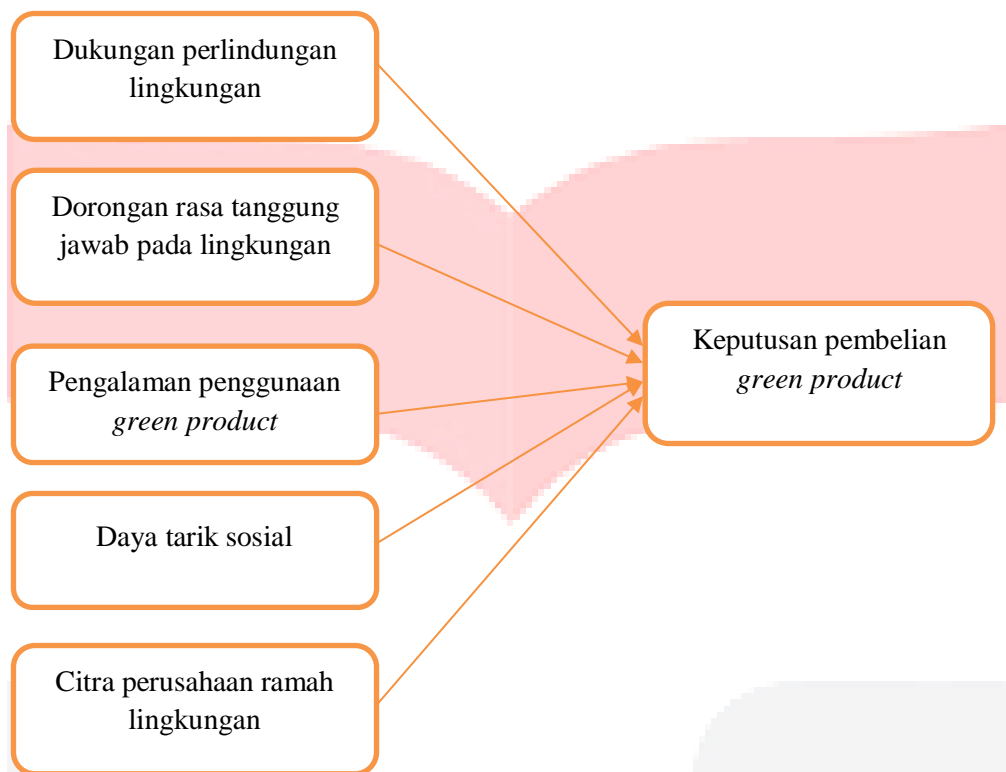 Dukungan perlindungan
lingkungan
Dorongan rasa tanggung
jawab pada lingkungan
Pengalaman penggunaan
green product
Daya tarik sosial
Citra perusahaan ramah
lingkungan
Keputusan pembelian
green product